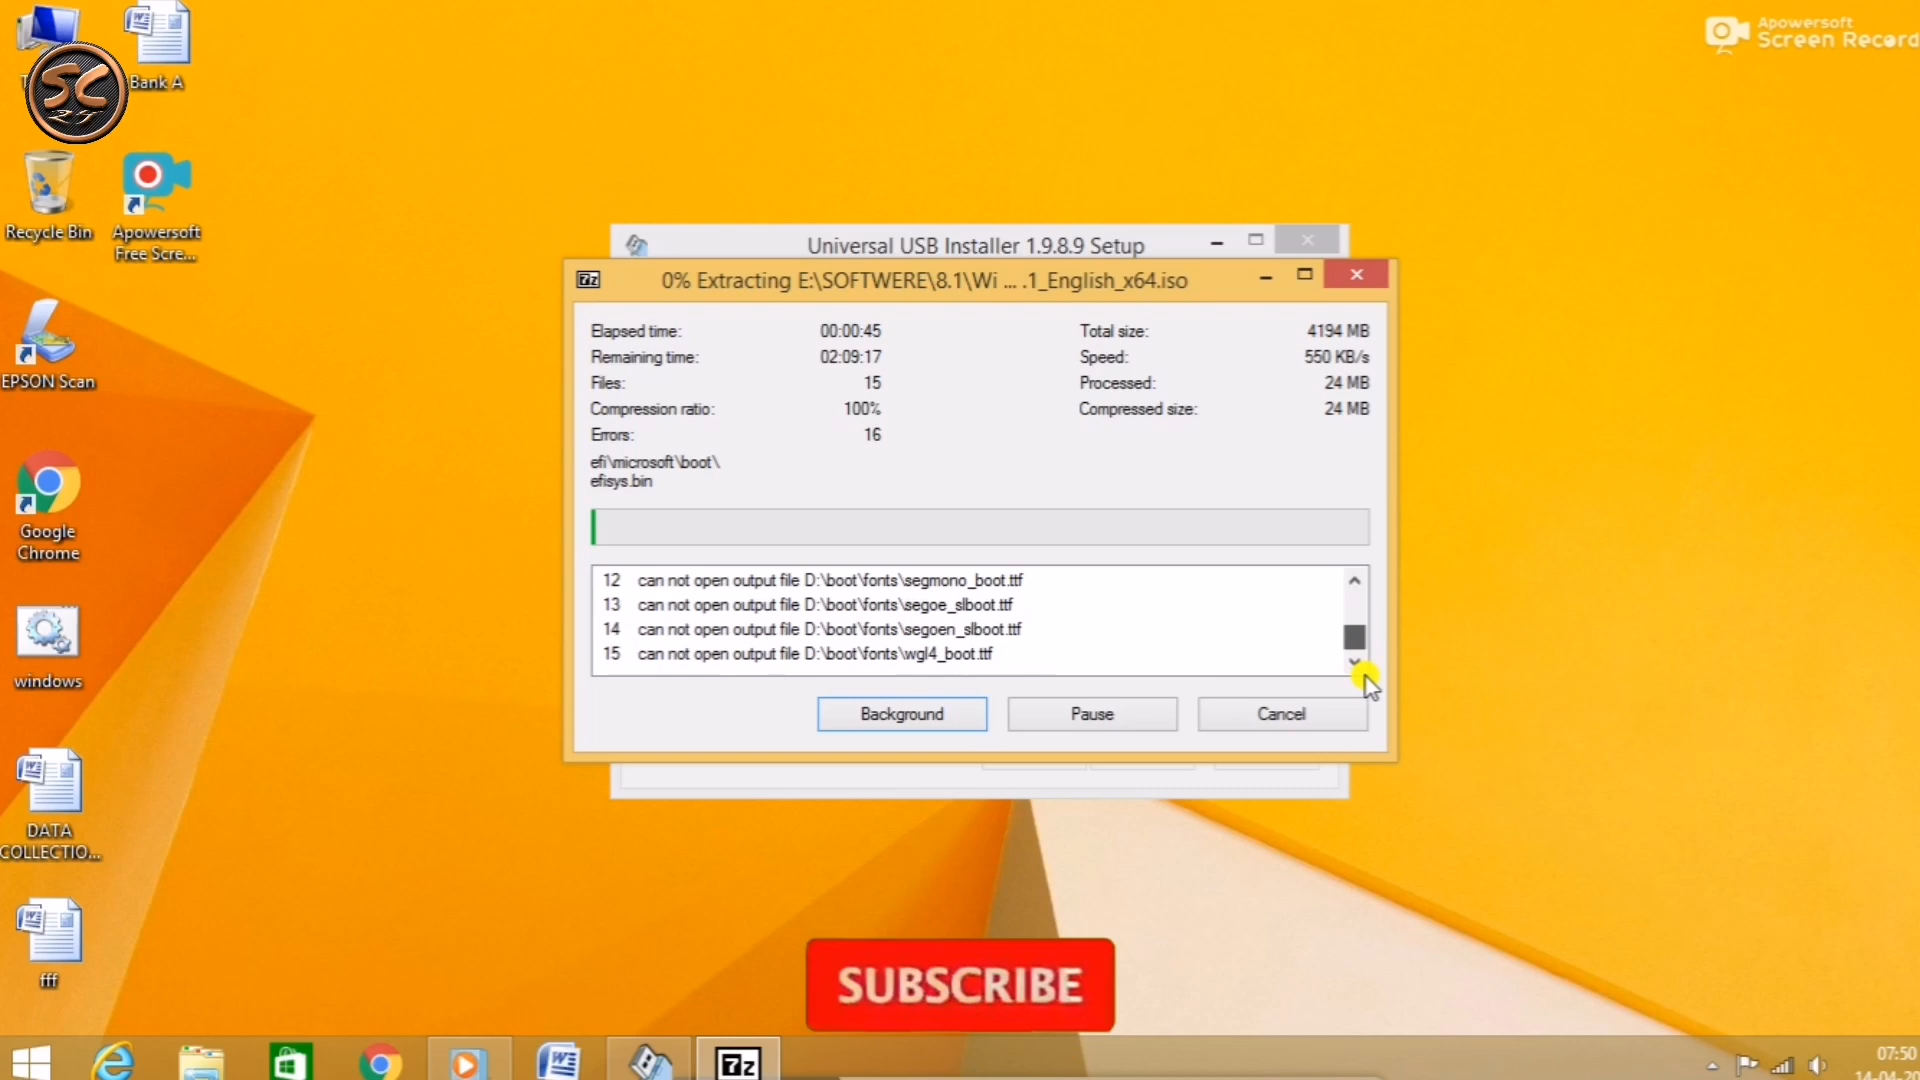 Apowersoft
Screen Record
Bank A
SC
Recycle Bin
Apowersoft
Free Scre...
EPSON Scan
Google
Chrome
windows
DATA
COLLECTIO...
fff
Universal USB Installer 1.9.8.9 Setup
7z
0% Extracting E:\SOFTWERE\8.1\Wi ... .1_English_x64.iso
Elapsed time: 00:00:45 Total size: 4194 MB
Remaining time: 02:09:17 Speed: 550 KB/s
Files: 15 Processed: 24 MB
Compression ratio: 100% Compressed size: 24 MB
Errors: 16
efi\microsoft\boot\
efisys.bin
12 can not open output file D:\boot\fonts\segmono_boot.ttf
13 can not open output file D:\boot\fonts\segoe_slboot.ttf
14 can not open output file D:\boot\fonts\segoen_slboot.ttf
15 can not open output file D:\boot\fonts\wgl4_boot.ttf
Background Pause Cancel
SUBSCRIBE
7z
07:50
14-04-20